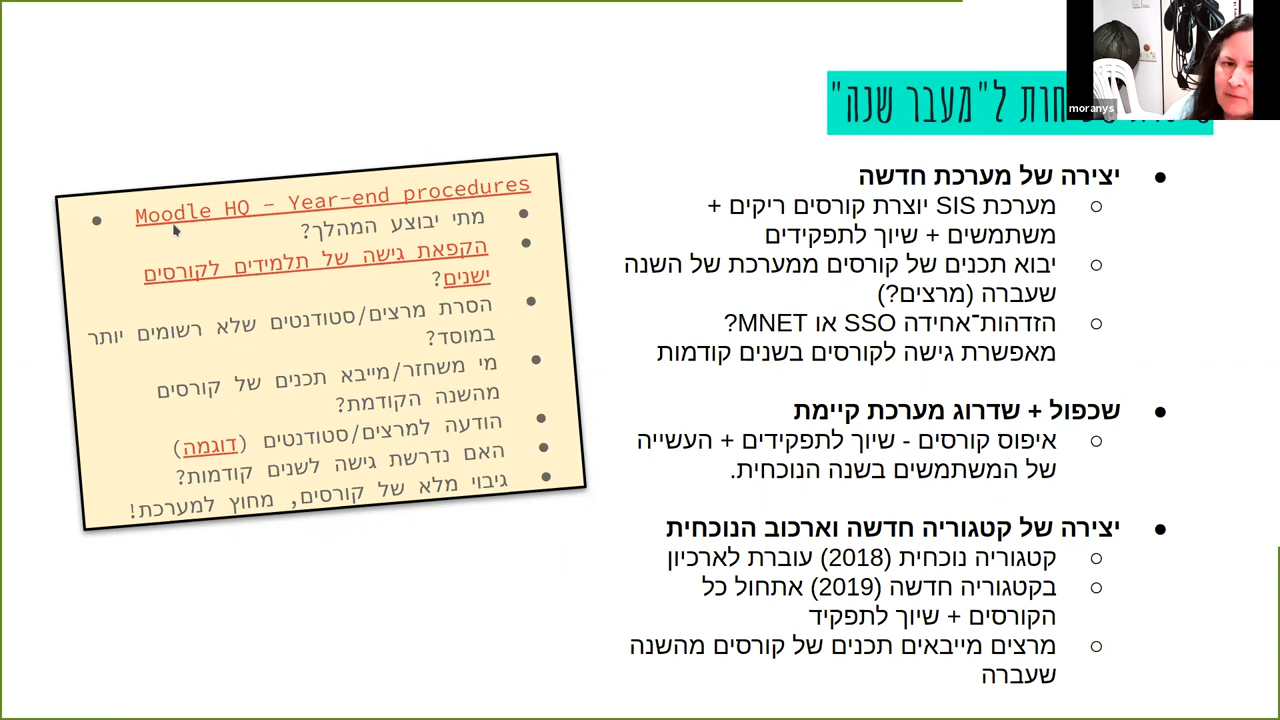 חות ל"מעבר שנה"
moranys
יצירה של מערכת חדשה
מערכת SIS יוצרת קורסים ריקים +
משתמשים + שיוך לתפקידים
יבוא תכנים של קורסים ממערכת של השנה
שעברה (מרצים?)
הזדהות־אחידה SSO או MNET?
מאפשרת גישה לקורסים בשנים קודמות
שכפול + שדרוג מערכת קיימת
איפוס קורסים - שיוך לתפקידים + העשייה
של המשתמשים בשנה הנוכחית.
יצירה של קטגוריה חדשה וארכוב הנוכחית
קטגוריה נוכחית (2018) עוברת לארכיון
בקטגוריה חדשה (2019) אתחול כל
הקורסים + שיוך לתפקיד
מרצים מייבאים תכנים של קורסים מהשנה
שעברה
Moodle HQ - Year-end procedures
מתי יבוצע המהלך?
הקפאת גישה של תלמידים לקורסים
ישנים?
הסרת מרצים/סטודנטים שלא רשומים יותר
במוסד?
מי משחזר/מייבא תכנים של קורסים
מהשנה הקודמת?
הודעה למרצים/סטודנטים (דוגמה)
האם נדרשת גישה לשנים קודמות?
גיבוי מלא של קורסים, מחוץ למערכת!